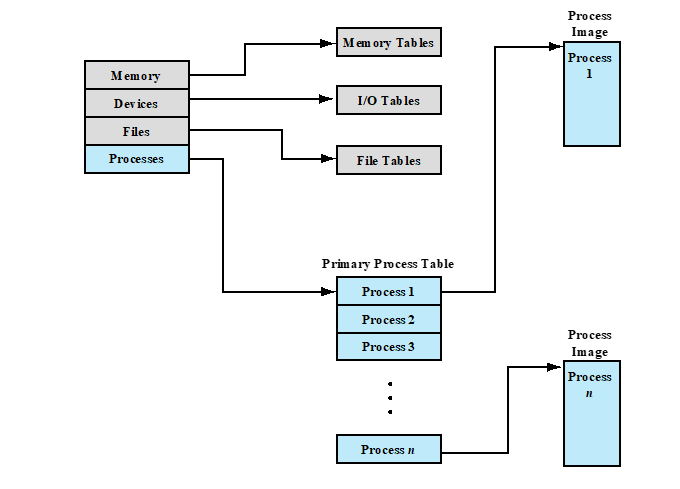 Memory
Devices
Files
Processes
Memory Tables
I/O Tables
File Tables
Primary Process Table
Process 1
Process 2
Process 3
Process n
Process
Image
Process
1
Process
Image
Process
n